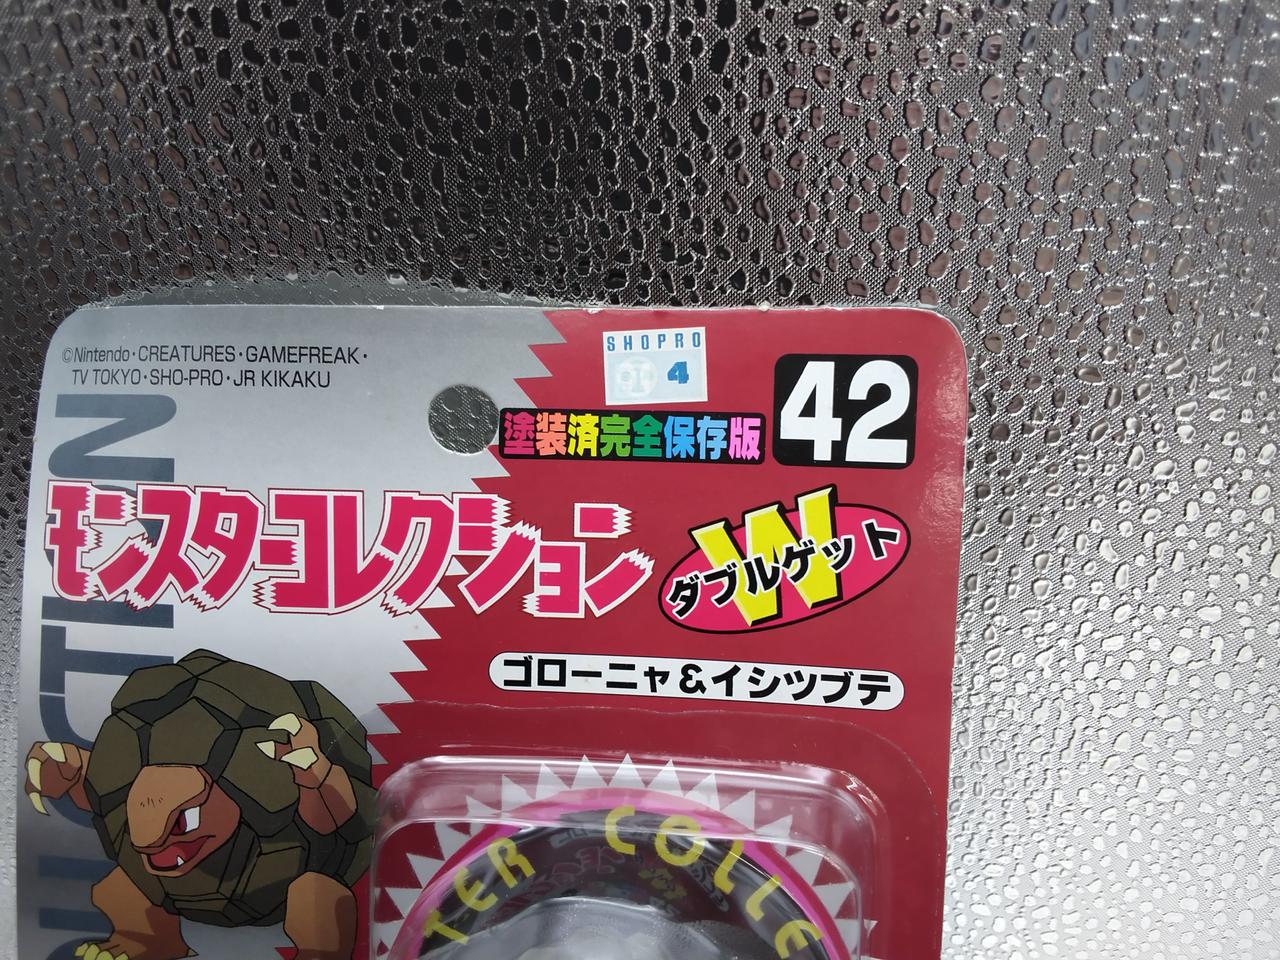 ©Nintendo・CREATURES・GAMEFREAK・
TV TOKYO・SHO-PRO・JR KIKAKU
SHOPRO
4
塗装済完全保存版
42
モンスターコレクション
W
ダブルゲット
ゴローニャ&イシツブテ
TER COLLE